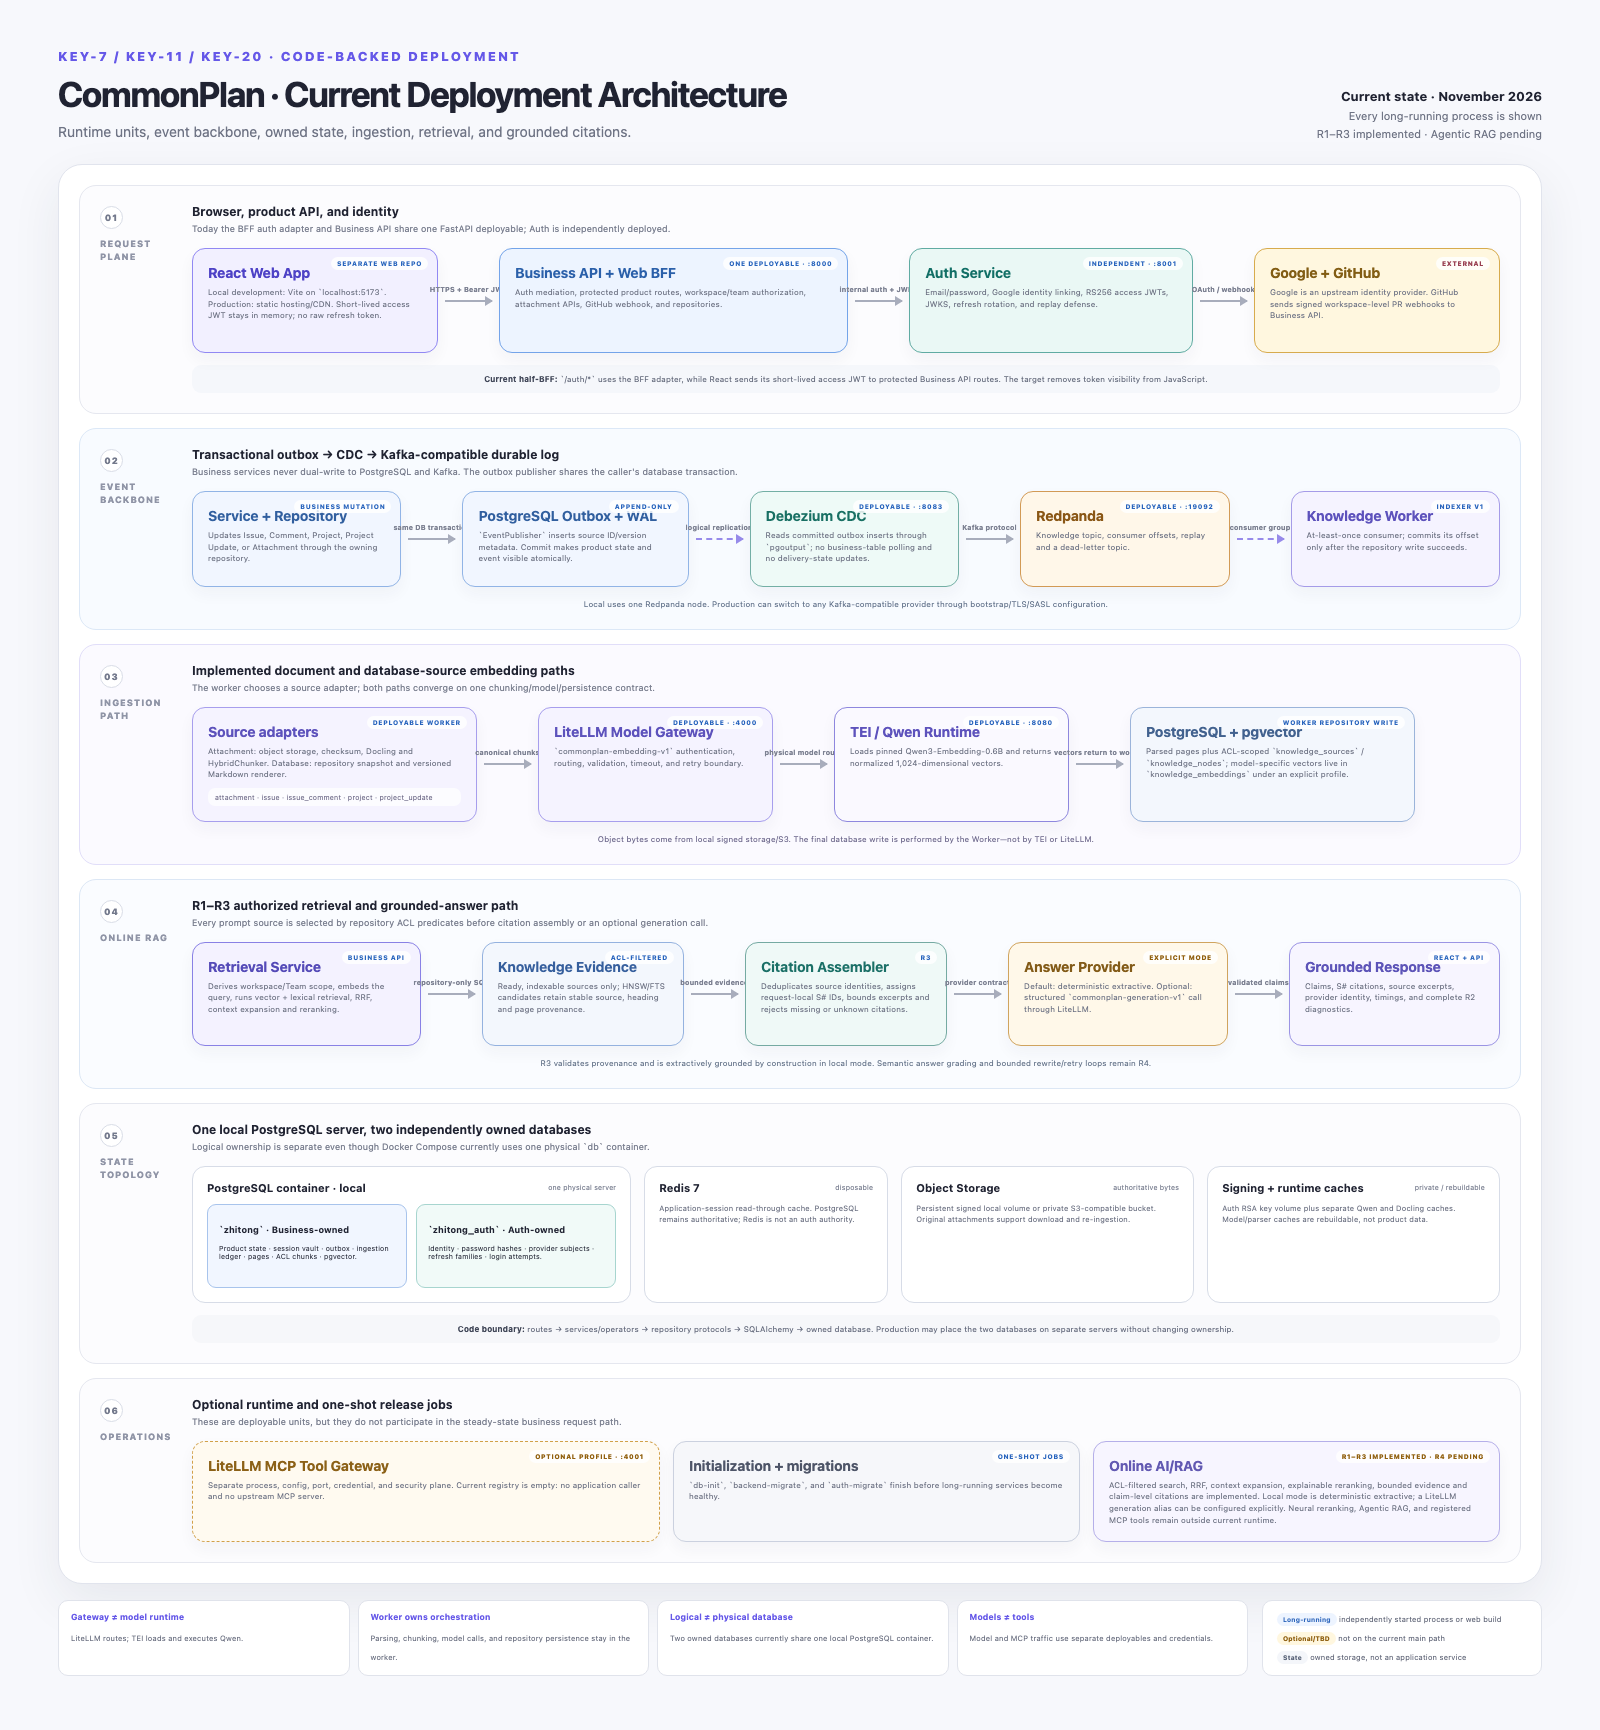 KEY-7 / KEY-11 / KEY-20 · CODE-BACKED DEPLOYMENT
CommonPlan · Current Deployment Architecture
Runtime units, event backbone, owned state, ingestion, retrieval, and grounded citations.
Current state · November 2026
Every long-running process is shown
R1–R3 implemented · Agentic RAG pending
01
REQUEST
PLANE
Browser, product API, and identity
Today the BFF auth adapter and Business API share one FastAPI deployable; Auth is independently deployed.
SEPARATE WEB REPO
React Web App
Local development: Vite on `localhost:5173`.
Production: static hosting/CDN. Short-lived access
JWT stays in memory; no raw refresh token.
HTTPS + Bearer
ONE DEPLOYABLE · :8000
Business API + Web BFF
Auth mediation, protected product routes, workspace/team authorization,
attachment APIs, GitHub webhook, and repositories.
internal auth +
INDEPENDENT · :8001
Auth Service
Email/password, Google identity linking, RS256 access JWTs,
JWKS, refresh rotation, and replay defense.
OAuth / webhook
EXTERNAL
Google + GitHub
Google is an upstream identity provider. GitHub
sends signed workspace-level PR webhooks to
Business API.
Current half-BFF: `/auth/*` uses the BFF adapter, while React sends its short-lived access JWT to protected Business API routes. The target removes token visibility from JavaScript.
02
EVENT
BACKBONE
Transactional outbox → CDC → Kafka-compatible durable log
Business services never dual-write to PostgreSQL and Kafka. The outbox publisher shares the caller's database transaction.
BUSINESS MUTATION
Service + Repository
Updates Issue, Comment, Project, Project
Update, or Attachment through the owning
repository.
same DB
APPEND-ONLY
PostgreSQL Outbox + WAL
`EventPublisher` inserts source ID/version
metadata. Commit makes product state and
event visible atomically.
logical replication
DEPLOYABLE · :8083
Debezium CDC
Reads committed outbox inserts through
`pgoutput`; no business-table polling and
no delivery-state updates.
Kafka protocol
DEPLOYABLE · :19092
Redpanda
Knowledge topic, consumer offsets, replay
and a dead-letter topic.
consumer group
INDEXER V1
Knowledge Worker
At-least-once consumer; commits its offset
only after the repository write succeeds.
Local uses one Redpanda node. Production can switch to any Kafka-compatible provider through bootstrap/TLS/SASL configuration.
03
INGESTION
PATH
Implemented document and database-source embedding paths
The worker chooses a source adapter; both paths converge on one chunking/model/persistence contract.
DEPLOYABLE WORKER
Source adapters
Attachment: object storage, checksum, Docling and
HybridChunker. Database: repository snapshot and versioned
Markdown renderer.
attachment · issue · issue_comment · project · project_update
canonical chunks
DEPLOYABLE · :4000
LiteLLM Model Gateway
`commonplan-embedding-v1` authentication,
routing, validation, timeout, and retry boundary.
physical model
DEPLOYABLE · :8080
TEI / Qwen Runtime
Loads pinned Qwen3-Embedding-0.6B and returns
normalized 1,024-dimensional vectors.
vectors return to
WORKER REPOSITORY WRITE
PostgreSQL + pgvector
Parsed pages plus ACL-scoped `knowledge_sources` /
`knowledge_nodes`; model-specific vectors live in
`knowledge_embeddings` under an explicit profile.
Object bytes come from local signed storage/S3. The final database write is performed by the Worker—not by TEI or LiteLLM.
04
ONLINE RAG
R1–R3 authorized retrieval and grounded-answer path
Every prompt source is selected by repository ACL predicates before citation assembly or an optional generation call.
BUSINESS API
Retrieval Service
Derives workspace/Team scope, embeds the
query, runs vector + lexical retrieval, RRF,
context expansion and reranking.
repository-only
ACL-FILTERED
Knowledge Evidence
Ready, indexable sources only; HNSW/FTS
candidates retain stable source, heading
and page provenance.
bounded evidence
R3
Citation Assembler
Deduplicates source identities, assigns
request-local S# IDs, bounds excerpts and
rejects missing or unknown citations.
provider contract
EXPLICIT MODE
Answer Provider
Default: deterministic extractive. Optional:
structured `commonplan-generation-v1` call
through LiteLLM.
validated claims
REACT + API
Grounded Response
Claims, S# citations, source excerpts,
provider identity, timings, and complete R2
diagnostics.
R3 validates provenance and is extractively grounded by construction in local mode. Semantic answer grading and bounded rewrite/retry loops remain R4.
05
STATE
TOPOLOGY
One local PostgreSQL server, two independently owned databases
Logical ownership is separate even though Docker Compose currently uses one physical `db` container.
PostgreSQL container · local
one physical server
`zhitong` · Business-owned
Product state · session vault · outbox · ingestion
ledger · pages · ACL chunks · pgvector.
`zhitong_auth` · Auth-owned
Identity · password hashes · provider subjects ·
refresh families · login attempts.
Redis 7
disposable
Application-session read-through cache. PostgreSQL
remains authoritative; Redis is not an auth authority.
Object Storage
authoritative bytes
Persistent signed local volume or private S3-compatible bucket.
Original attachments support download and re-ingestion.
Signing + runtime caches
private / rebuildable
Auth RSA key volume plus separate Qwen and Docling caches.
Model/parser caches are rebuildable, not product data.
Code boundary: routes → services/operators → repository protocols → SQLAlchemy → owned database. Production may place the two databases on separate servers without changing ownership.
06
OPERATIONS
Optional runtime and one-shot release jobs
These are deployable units, but they do not participate in the steady-state business request path.
OPTIONAL PROFILE · :4001
LiteLLM MCP Tool Gateway
Separate process, config, port, credential, and security plane. Current registry is empty: no application caller
and no upstream MCP server.
ONE-SHOT JOBS
Initialization + migrations
`db-init`, `backend-migrate`, and `auth-migrate` finish before long-running services become
healthy.
R1–R3 IMPLEMENTED · R4 PENDING
Online AI/RAG
ACL-filtered search, RRF, context expansion, explainable reranking, bounded evidence and
claim-level citations are implemented. Local mode is deterministic extractive; a LiteLLM
generation alias can be configured explicitly. Neural reranking, Agentic RAG, and registered
MCP tools remain outside current runtime.
Gateway ≠ model runtime
LiteLLM routes; TEI loads and executes Qwen.
Worker owns orchestration
Parsing, chunking, model calls, and repository persistence stay in the
worker.
Logical ≠ physical database
Two owned databases currently share one local PostgreSQL container.
Models ≠ tools
Model and MCP traffic use separate deployables and credentials.
Long-running independently started process or web build
Optional/TBD not on the current main path
State owned storage, not an application service